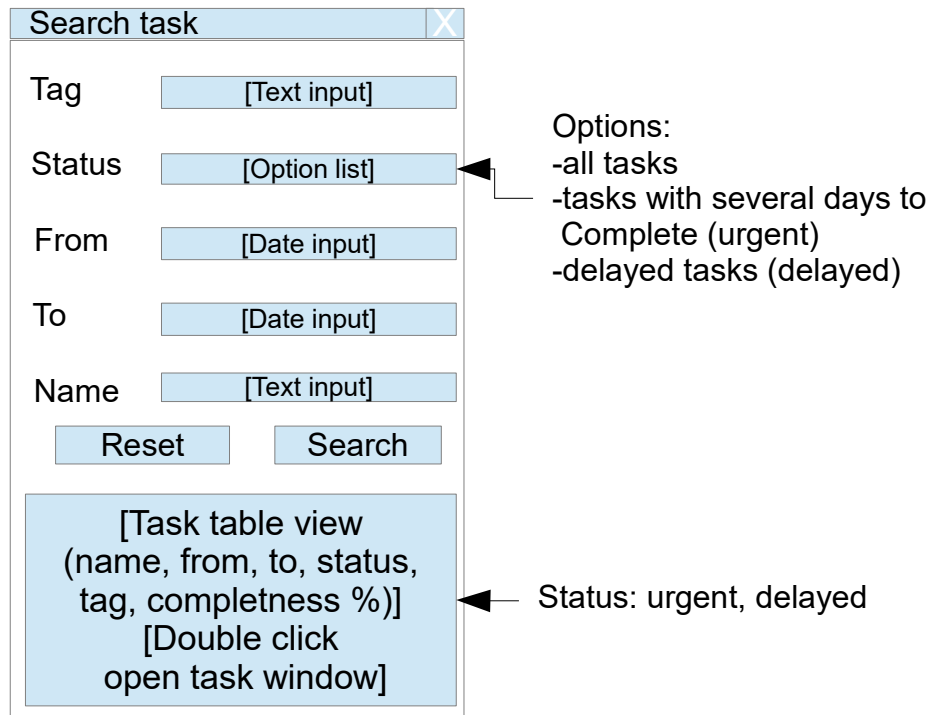 Search task X
Tag [Text input]
Status [Option list]
From [Date input]
To [Date input]
Name [Text input]
Reset Search
[Task table view
(name, from, to, status,
tag, completness %)]
[Double click
open task window]
Options:
-all tasks
-tasks with several days to
Complete (urgent)
-delayed tasks (delayed)
Status: urgent, delayed